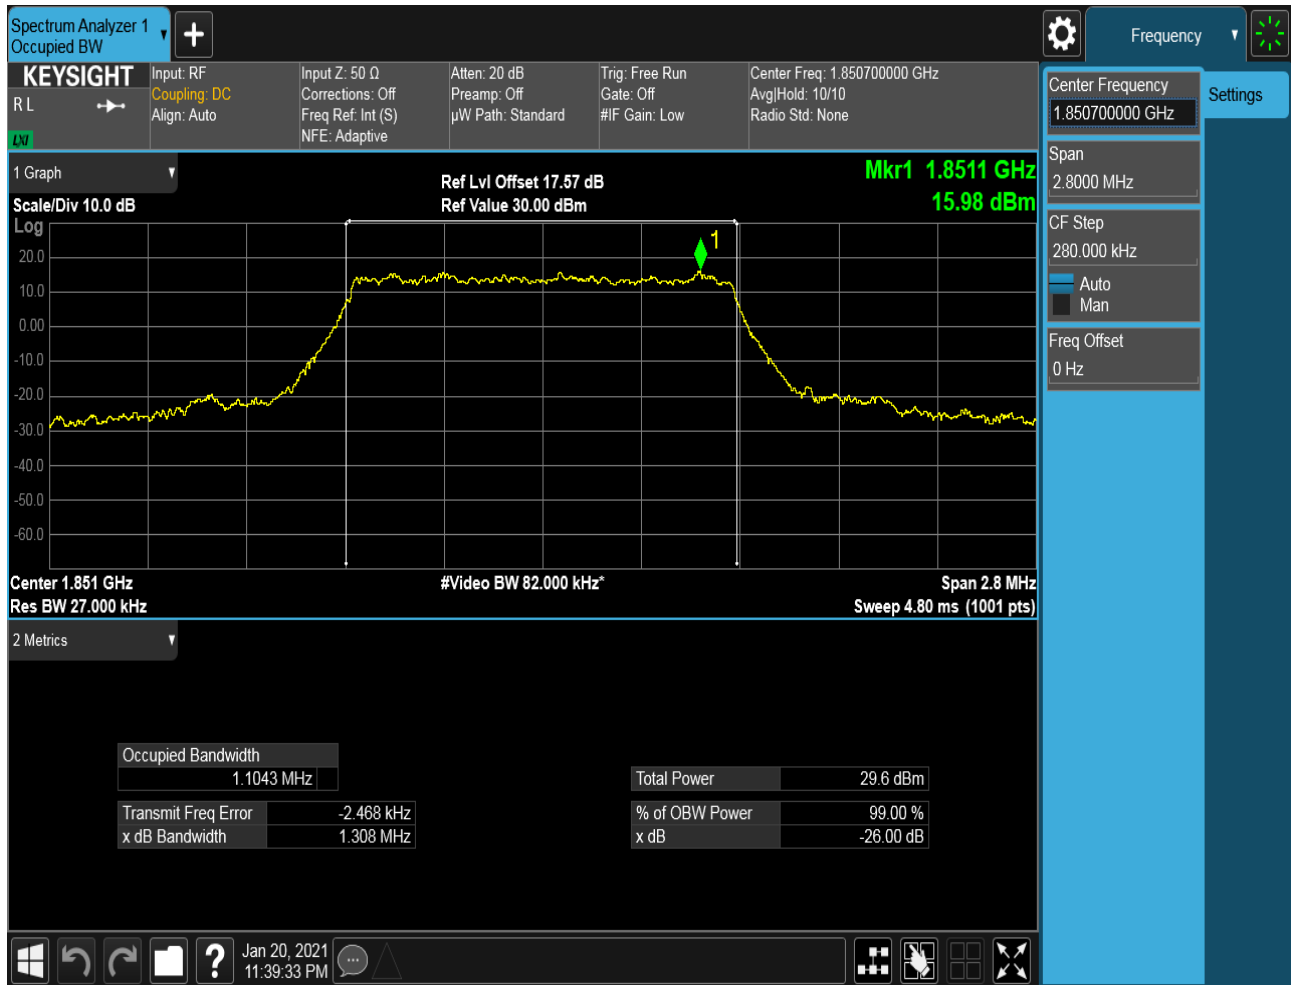 Spectrum Analyzer 1
Occupied BW
Frequency
KEYSIGHT
R L
LXI
Input: RF
Coupling: DC
Align: Auto
Input Z: 50 Ω
Corrections: Off
Freq Ref: Int (S)
NFE: Adaptive
Atten: 20 dB
Preamp: Off
µW Path: Standard
Trig: Free Run
Gate: Off
#IF Gain: Low
Center Freq: 1.850700000 GHz
Avg|Hold: 10/10
Radio Std: None
Center Frequency
1.850700000 GHz
Settings
Span
2.8000 MHz
CF Step
280.000 kHz
Auto
Man
Freq Offset
0 Hz
1 Graph
Scale/Div 10.0 dB
Ref Lvl Offset 17.57 dB
Ref Value 30.00 dBm
Mkr1 1.8511 GHz
15.98 dBm
Log
1
20.0
10.0
0.00
-10.0
-20.0
-30.0
-40.0
-50.0
-60.0
Center 1.851 GHz
#Video BW 82.000 kHz*
Span 2.8 MHz
Res BW 27.000 kHz
Sweep 4.80 ms (1001 pts)
2 Metrics
Occupied Bandwidth
1.1043 MHz
Total Power 29.6 dBm
Transmit Freq Error -2.468 kHz
% of OBW Power 99.00 %
x dB Bandwidth 1.308 MHz
x dB -26.00 dB
?
Jan 20, 2021
11:39:33 PM